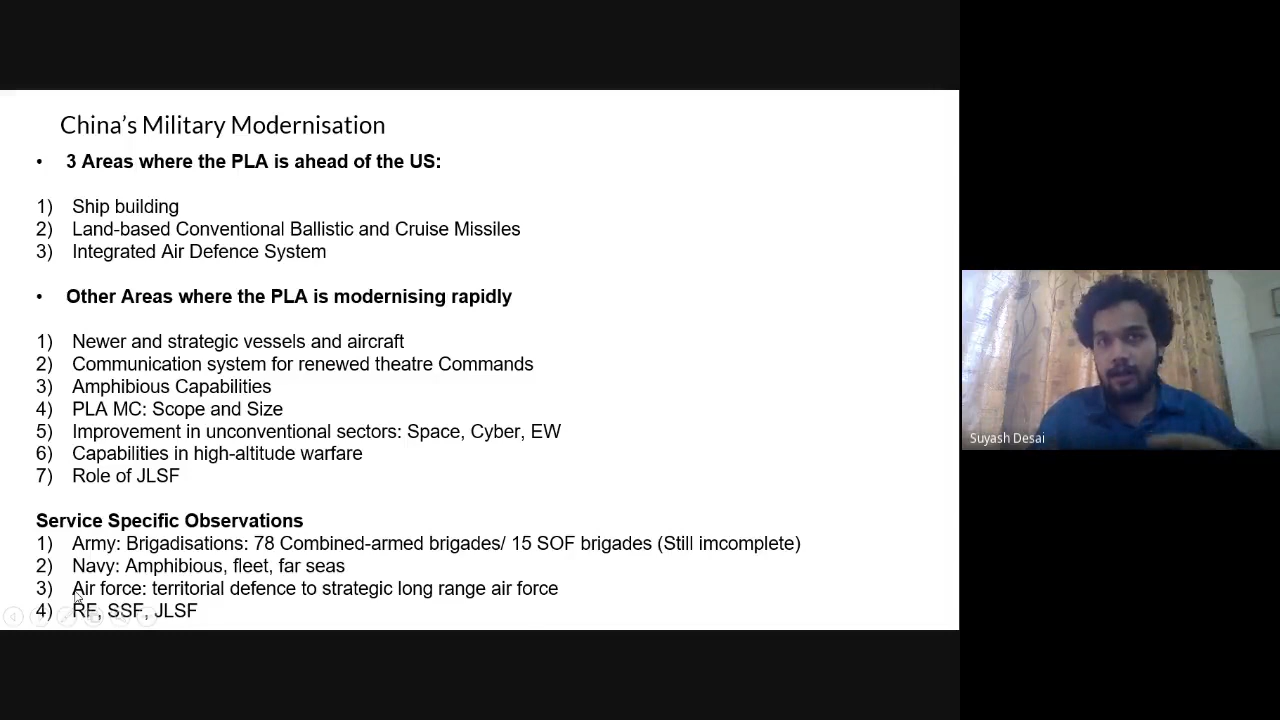 China's Military Modernisation
• 3 Areas where the PLA is ahead of the US:
1) Ship building
2) Land-based Conventional Ballistic and Cruise Missiles
3) Integrated Air Defence System
• Other Areas where the PLA is modernising rapidly
1) Newer and strategic vessels and aircraft
2) Communication system for renewed theatre Commands
3) Amphibious Capabilities
4) PLA MC: Scope and Size
5) Improvement in unconventional sectors: Space, Cyber, EW
6) Capabilities in high-altitude warfare
7) Role of JLSF
Service Specific Observations
1) Army: Brigadisations: 78 Combined-armed brigades/ 15 SOF brigades (Still imcomplete)
2) Navy: Amphibious, fleet, far seas
3) Air force: territorial defence to strategic long range air force
4) RF, SSF, JLSF
Suyash Desai